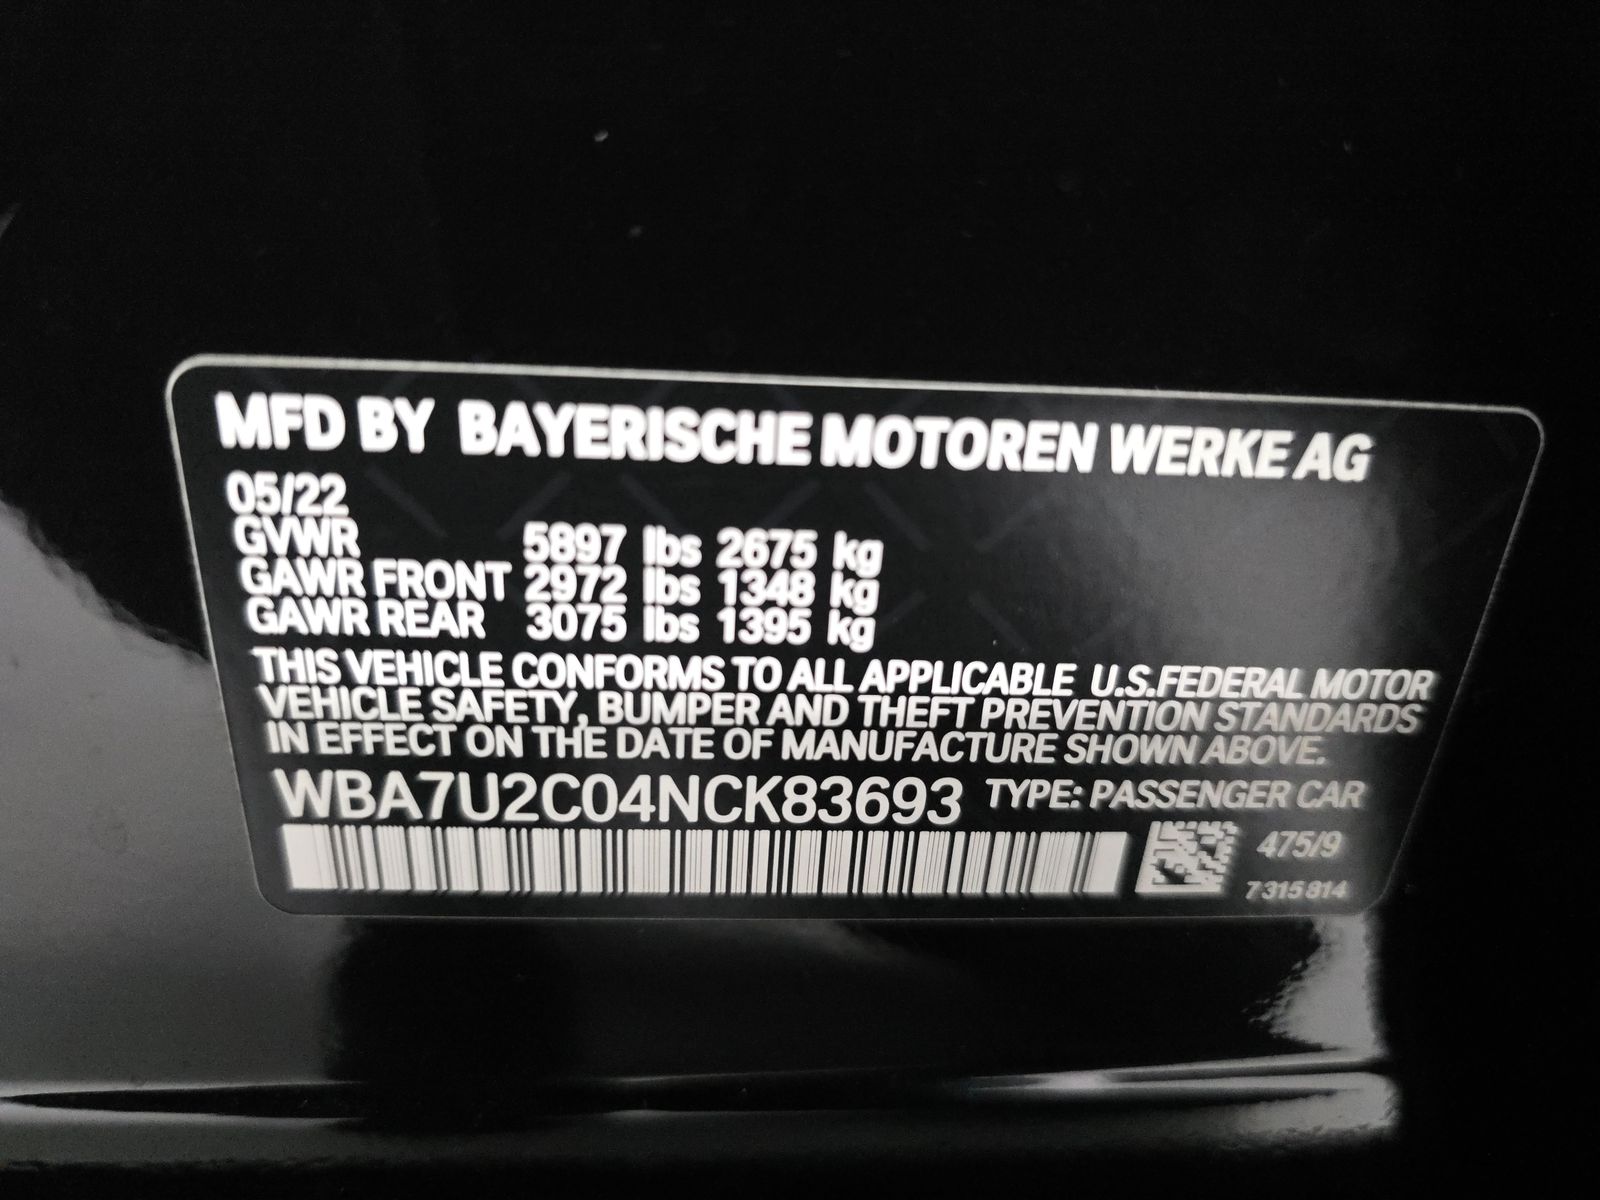 MFD BY BAYERISCHE MOTOREN WERKE AG
05/22
GVWR 5897 lbs 2675 kg
GAWR FRONT 2972 lbs 1348 kg
GAWR REAR 3075 lbs 1395 kg
THIS VEHICLE CONFORMS TO ALL APPLICABLE U.S.FEDERAL MOTOR
VEHICLE SAFETY, BUMPER AND THEFT PREVENTION STANDARDS
IN EFFECT ON THE DATE OF MANUFACTURE SHOWN ABOVE.
WBA7U2C04NCK83693 TYPE: PASSENGER CAR
475/9
7 315 814